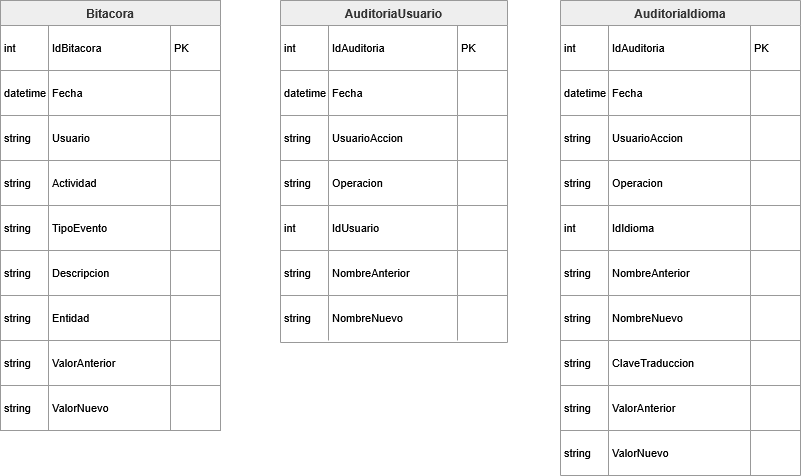 Bitacora
int IdBitacora PK
datetime Fecha
string Usuario
string Actividad
string TipoEvento
string Descripcion
string Entidad
string ValorAnterior
string ValorNuevo
AuditoriaUsuario
int IdAuditoria PK
datetime Fecha
string UsuarioAccion
string Operacion
int IdUsuario
string NombreAnterior
string NombreNuevo
AuditoriaIdioma
int IdAuditoria PK
datetime Fecha
string UsuarioAccion
string Operacion
int IdIdioma
string NombreAnterior
string NombreNuevo
string ClaveTraduccion
string ValorAnterior
string ValorNuevo